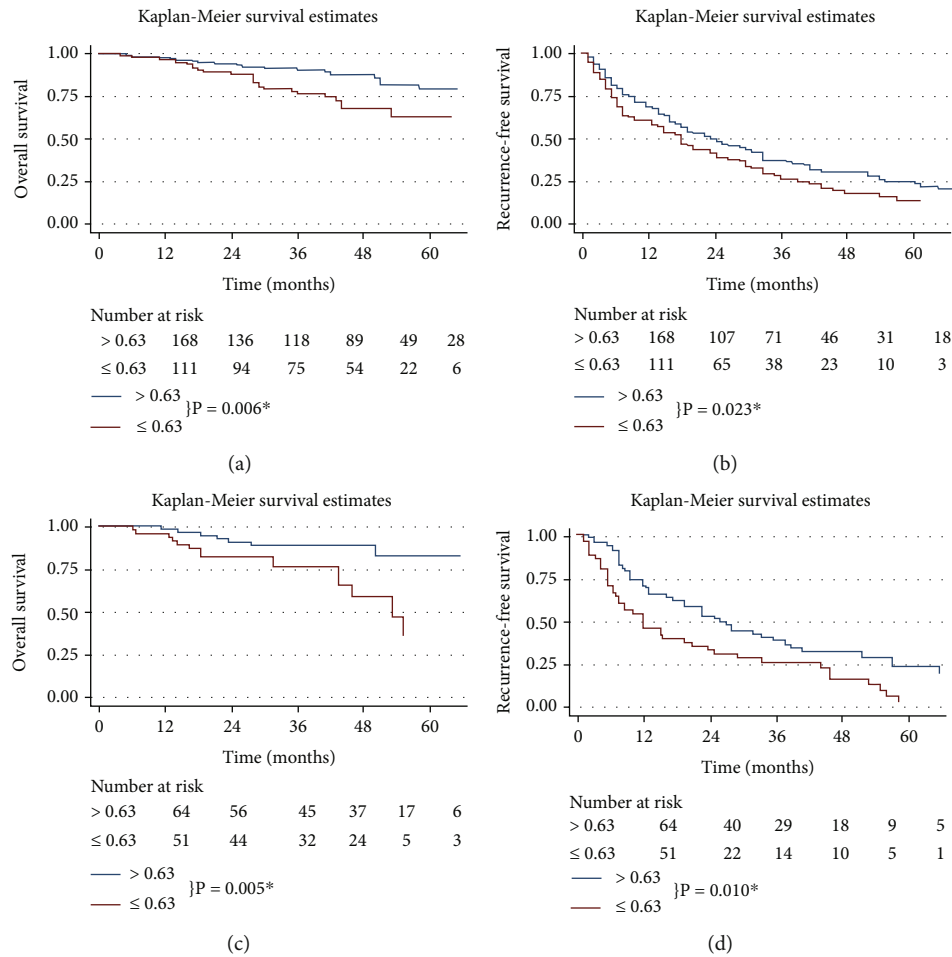 Kaplan-Meier survival estimates
Overall survival
1.00
0.75
0.50
0.25
0.00
0 12 24 36 48 60
Time (months)
Number at risk
> 0.63 168 136 118 89 49 28
≤ 0.63 111 94 75 54 22 6
> 0.63
}P = 0.006*
≤ 0.63
(a)
Kaplan-Meier survival estimates
Recurrence-free survival
1.00
0.75
0.50
0.25
0.00
0 12 24 36 48 60
Time (months)
Number at risk
> 0.63 168 107 71 46 31 18
≤ 0.63 111 65 38 23 10 3
> 0.63
}P = 0.023*
≤ 0.63
(b)
Kaplan-Meier survival estimates
Overall survival
1.00
0.75
0.50
0.25
0.00
0 12 24 36 48 60
Time (months)
Number at risk
> 0.63 64 56 45 37 17 6
≤ 0.63 51 44 32 24 5 3
> 0.63
}P = 0.005*
≤ 0.63
(c)
Kaplan-Meier survival estimates
Recurrence-free survival
1.00
0.75
0.50
0.25
0.00
0 12 24 36 48 60
Time (months)
Number at risk
> 0.63 64 40 29 18 9 5
≤ 0.63 51 22 14 10 5 1
> 0.63
}P = 0.010*
≤ 0.63
(d)